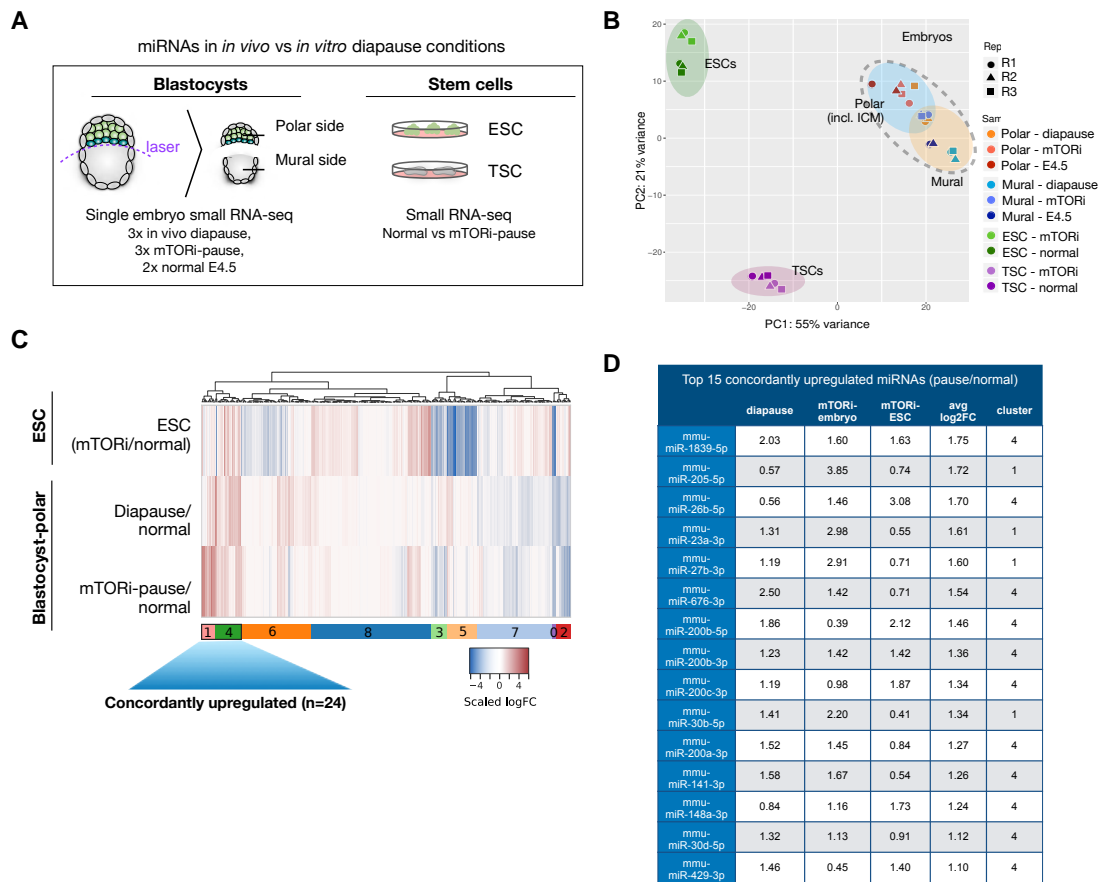 A
miRNAs in in vivo vs in vitro diapause conditions
Blastocysts
Polar side
laser
Mural side
Single embryo small RNA-seq
3x in vivo diapause,
3x mTORi-pause,
2x normal E4.5
Stem cells
ESC
TSC
Small RNA-seq
Normal vs mTORi-pause
B
20
10
0
−10
−20
PC2: 21% variance
ESCs
Embryos
Polar
(incl. ICM)
Mural
TSCs
−20
0
20
PC1: 55% variance
Rep
R1
R2
R3
Sam
Polar - diapause
Polar - mTORi
Polar - E4.5
Mural - diapause
Mural - mTORi
Mural - E4.5
ESC - mTORi
ESC - normal
TSC - mTORi
TSC - normal
C
ESC
ESC
(mTORi/normal)
Blastocyst-polar
Diapause/
normal
mTORi-pause/
normal
1 4 6 8 3 5 7 0 2
−4 0 4
Scaled logFC
Concordantly upregulated (n=24)
D
Top 15 concordantly upregulated miRNAs (pause/normal)
diapause mTORi-embryo mTORi-ESC avg log2FC cluster
mmu-miR-1839-5p 2.03 1.60 1.63 1.75 4
mmu-miR-205-5p 0.57 3.85 0.74 1.72 1
mmu-miR-26b-5p 0.56 1.46 3.08 1.70 4
mmu-miR-23a-3p 1.31 2.98 0.55 1.61 1
mmu-miR-27b-3p 1.19 2.91 0.71 1.60 1
mmu-miR-676-3p 2.50 1.42 0.71 1.54 4
mmu-miR-200b-5p 1.86 0.39 2.12 1.46 4
mmu-miR-200b-3p 1.23 1.42 1.42 1.36 4
mmu-miR-200c-3p 1.19 0.98 1.87 1.34 4
mmu-miR-30b-5p 1.41 2.20 0.41 1.34 1
mmu-miR-200a-3p 1.52 1.45 0.84 1.27 4
mmu-miR-141-3p 1.58 1.67 0.54 1.26 4
mmu-miR-148a-3p 0.84 1.16 1.73 1.24 4
mmu-miR-30d-5p 1.32 1.13 0.91 1.12 4
mmu-miR-429-3p 1.46 0.45 1.40 1.10 4